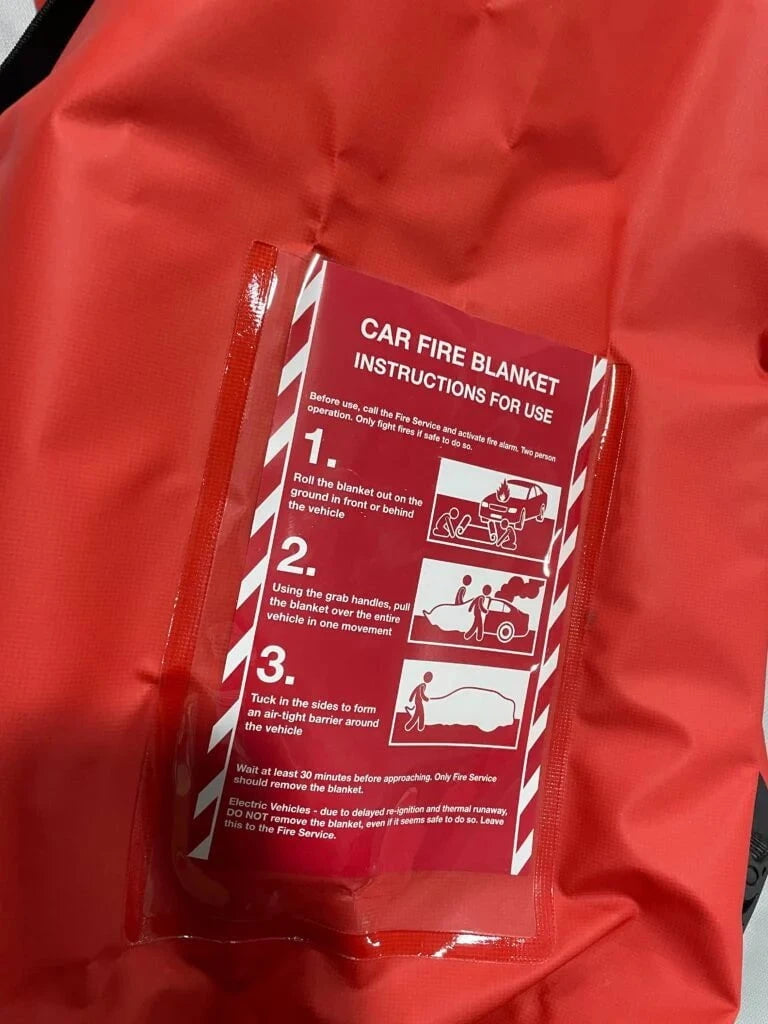 CAR FIRE BLANKET
INSTRUCTIONS FOR USE
Before use, call the Fire Service and activate fire alarm. Two person
operation. Only fight fires if safe to do so.
1.
Roll the blanket out on the
ground in front or behind
the vehicle
2.
Using the grab handles, pull
the blanket over the entire
vehicle in one movement
3.
Tuck in the sides to form
an air-tight barrier around
the vehicle
Wait at least 30 minutes before approaching. Only Fire Service
should remove the blanket.
Electric Vehicles - due to delayed re-ignition and thermal runaway,
DO NOT remove the blanket, even if it seems safe to do so. Leave
this to the Fire Service.